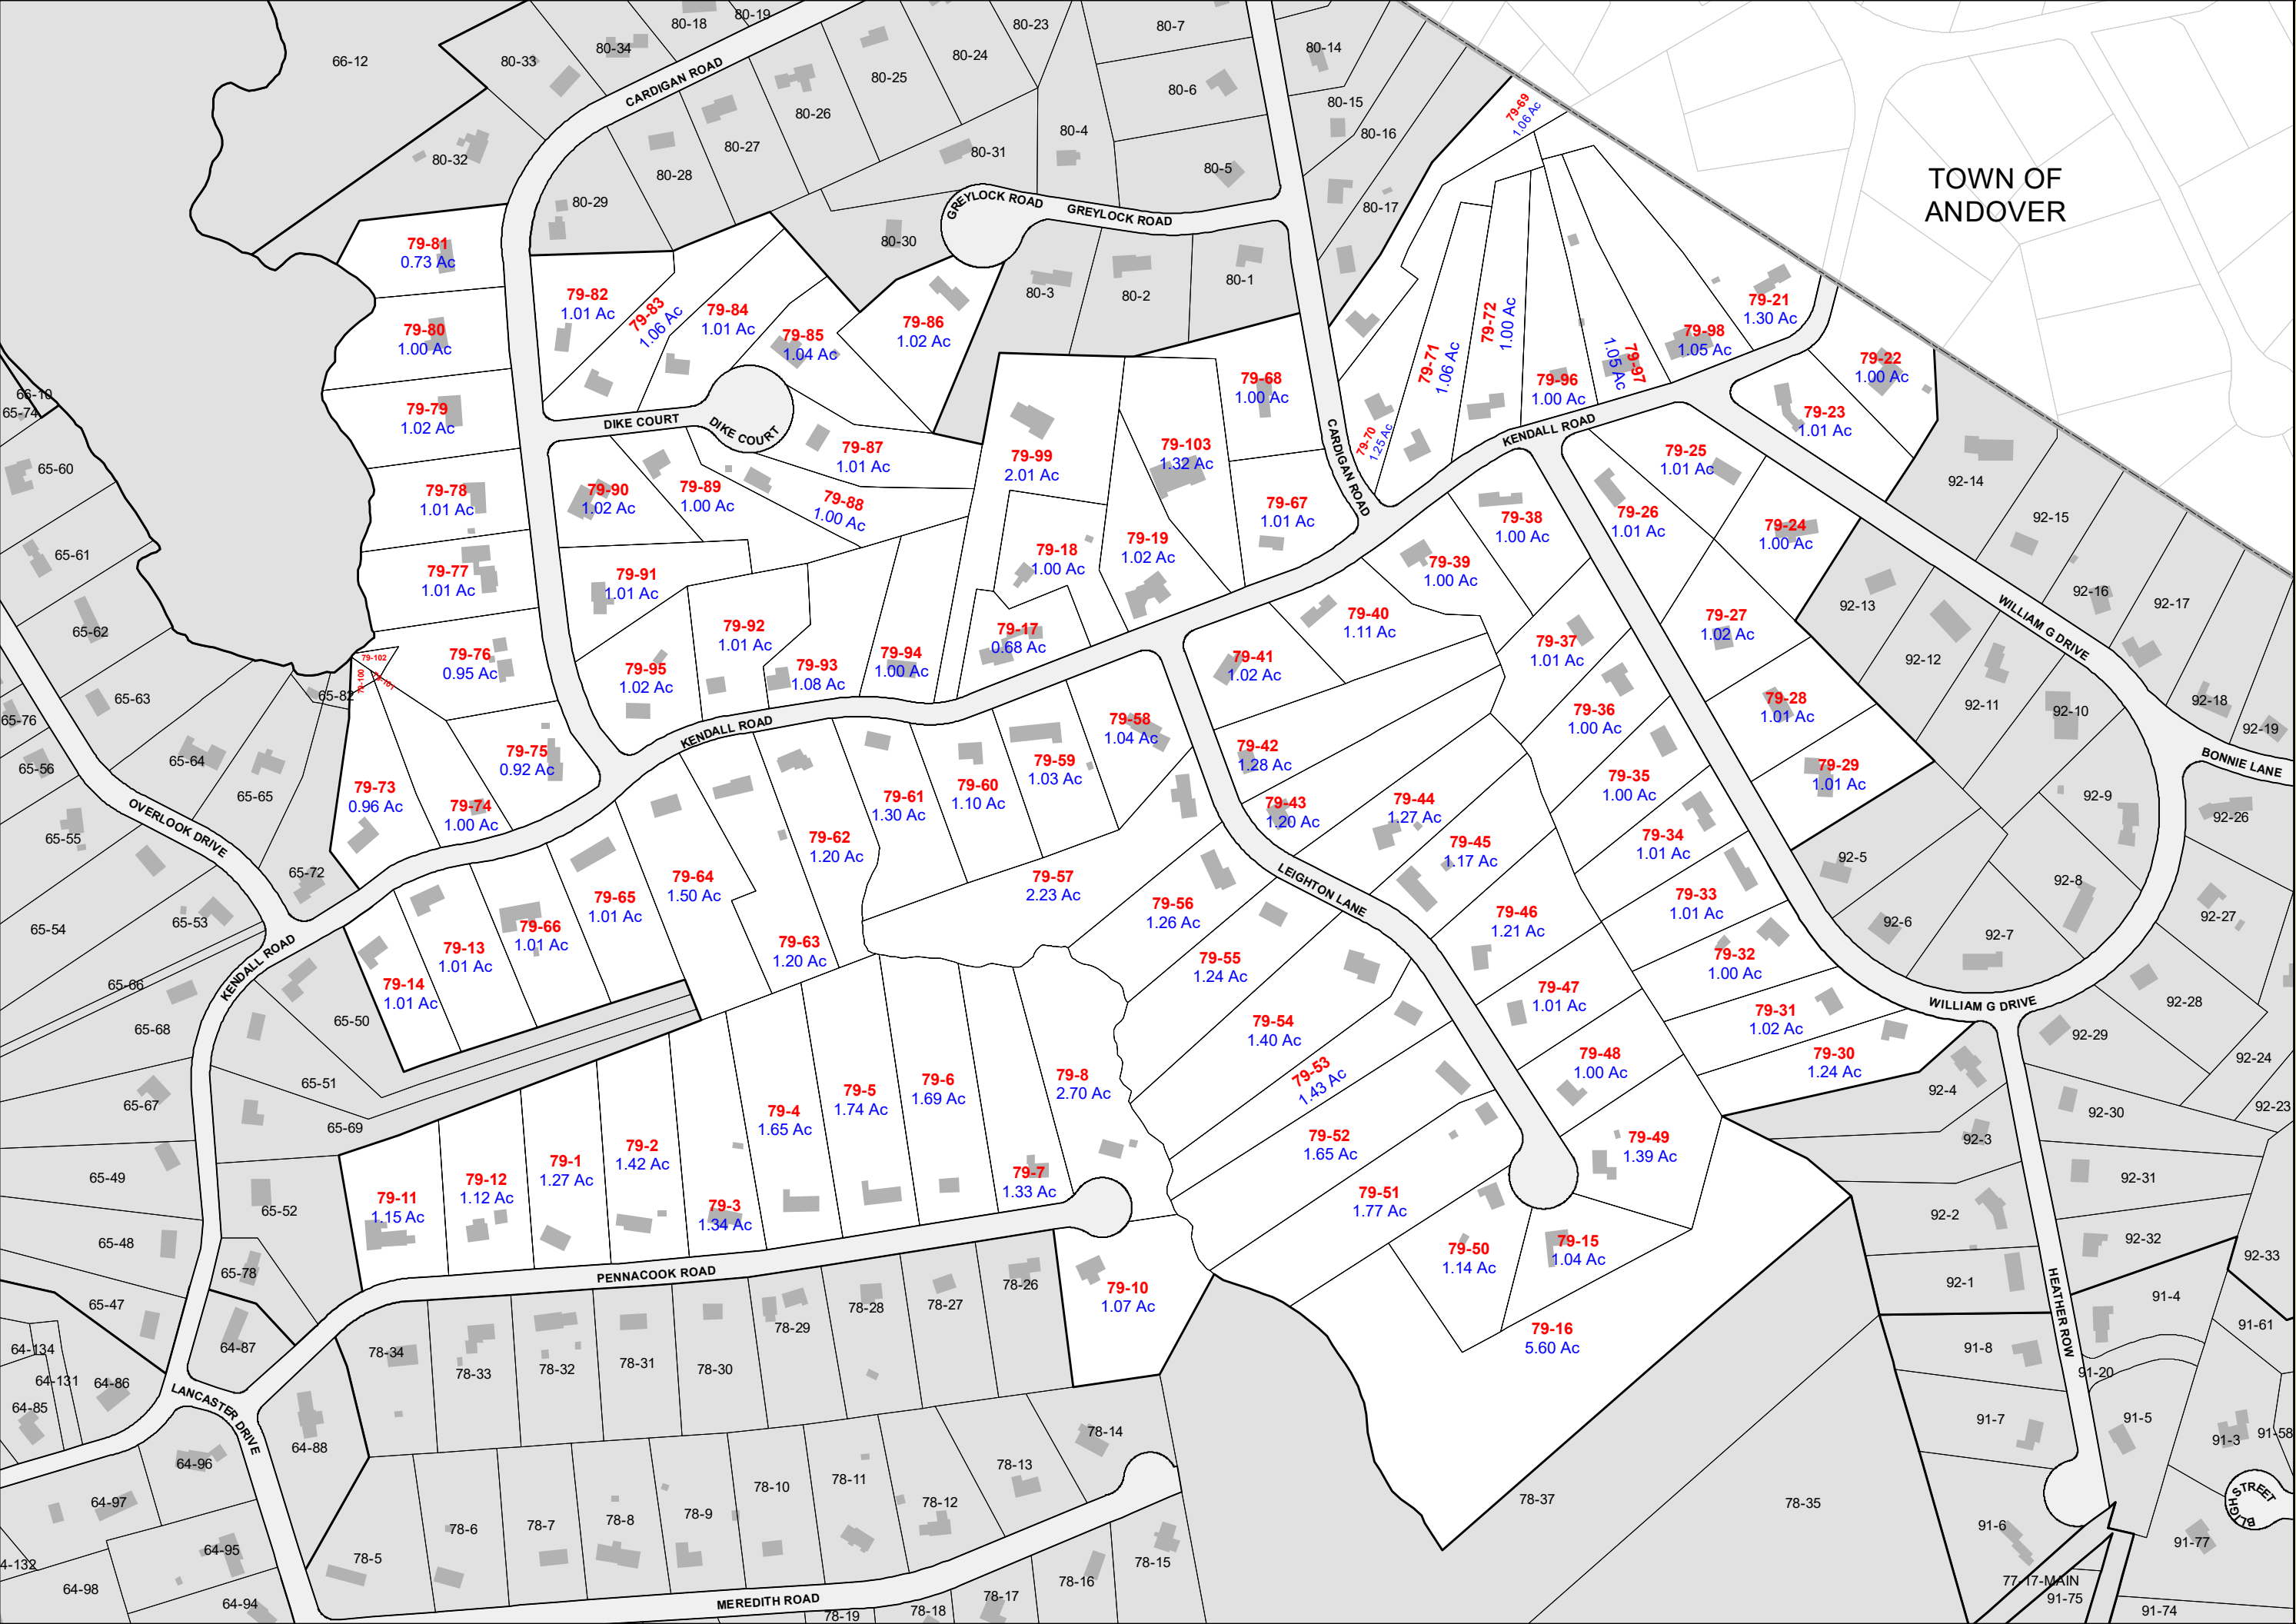 66-12
80-33
80-34
80-18
80-19
CARDIGAN ROAD
80-23
80-24
80-25
80-26
80-27
80-28
80-29
80-31
80-32
80-4
80-7
80-6
80-5
80-14
80-15
80-16
80-17
GREYLOCK ROAD
GREYLOCK ROAD
80-30
80-3
80-2
80-1
TOWN OF
ANDOVER
79-69
1.06 Ac
79-81
0.73 Ac
79-80
1.00 Ac
79-79
1.02 Ac
79-78
1.01 Ac
79-77
1.01 Ac
79-76
0.95 Ac
79-75
0.92 Ac
79-82
1.01 Ac
79-83
1.06 Ac
79-84
1.01 Ac
79-85
1.04 Ac
79-86
1.02 Ac
DIKE COURT
DIKE COURT
79-87
1.01 Ac
79-88
1.00 Ac
79-89
1.00 Ac
79-90
1.02 Ac
79-91
1.01 Ac
79-92
1.01 Ac
79-95
1.02 Ac
79-93
1.08 Ac
79-94
1.00 Ac
79-99
2.01 Ac
79-103
1.32 Ac
79-68
1.00 Ac
79-67
1.01 Ac
79-18
1.00 Ac
79-19
1.02 Ac
79-17
0.68 Ac
CARDIGAN ROAD
79-70
1.25 Ac
79-71
1.06 Ac
79-72
1.00 Ac
79-96
1.00 Ac
79-97
1.05 Ac
79-98
1.05 Ac
79-21
1.30 Ac
79-22
1.00 Ac
79-23
1.01 Ac
KENDALL ROAD
79-25
1.01 Ac
79-24
1.00 Ac
79-26
1.01 Ac
79-27
1.02 Ac
79-28
1.01 Ac
79-29
1.01 Ac
79-38
1.00 Ac
79-39
1.00 Ac
79-40
1.11 Ac
79-41
1.02 Ac
79-37
1.01 Ac
79-36
1.00 Ac
79-35
1.00 Ac
79-34
1.01 Ac
79-33
1.01 Ac
79-32
1.00 Ac
79-31
1.02 Ac
79-30
1.24 Ac
79-42
1.28 Ac
79-43
1.20 Ac
79-44
1.27 Ac
79-45
1.17 Ac
79-46
1.21 Ac
79-47
1.01 Ac
79-48
1.00 Ac
79-49
1.39 Ac
79-15
1.04 Ac
79-50
1.14 Ac
79-16
5.60 Ac
79-51
1.77 Ac
79-52
1.65 Ac
79-53
1.43 Ac
79-54
1.40 Ac
79-55
1.24 Ac
79-56
1.26 Ac
79-57
2.23 Ac
LEIGHTON LANE
79-58
1.04 Ac
79-59
1.03 Ac
79-60
1.10 Ac
79-61
1.30 Ac
79-62
1.20 Ac
79-63
1.20 Ac
79-64
1.50 Ac
79-65
1.01 Ac
79-66
1.01 Ac
79-13
1.01 Ac
79-14
1.01 Ac
KENDALL ROAD
79-102
79-100
79-73
0.96 Ac
79-74
1.00 Ac
66-10
65-74
65-60
65-61
65-62
65-63
65-76
65-56
65-64
65-65
65-82
65-55
65-72
65-54
65-53
65-66
65-68
OVERLOOK DRIVE
KENDALL ROAD
65-50
65-51
65-67
65-69
65-49
65-52
65-48
65-78
65-47
64-87
64-134
64-131
64-86
64-85
LANCASTER DRIVE
64-88
64-96
64-97
64-95
64-98
64-94
4-132
79-11
1.15 Ac
79-12
1.12 Ac
79-1
1.27 Ac
79-2
1.42 Ac
79-3
1.34 Ac
79-4
1.65 Ac
79-5
1.74 Ac
79-6
1.69 Ac
79-7
1.33 Ac
79-8
2.70 Ac
79-10
1.07 Ac
PENNACOOK ROAD
78-34
78-33
78-32
78-31
78-30
78-29
78-28
78-27
78-26
78-5
78-6
78-7
78-8
78-9
78-10
78-11
78-12
78-13
78-14
78-15
78-16
78-17
78-18
78-19
MEREDITH ROAD
78-37
78-35
92-14
92-15
92-16
92-17
92-13
92-12
92-11
92-10
92-18
92-19
WILLIAM G DRIVE
BONNIE LANE
92-9
92-26
92-5
92-8
92-6
92-7
92-27
WILLIAM G DRIVE
92-28
92-29
92-24
92-4
92-30
92-23
92-3
92-31
92-2
92-32
92-33
92-1
HEATHER ROW
91-4
91-61
91-8
91-20
91-7
91-5
91-3
91-58
91-6
STREET
BLIGH
91-77
77-17-MAIN
91-75
91-74